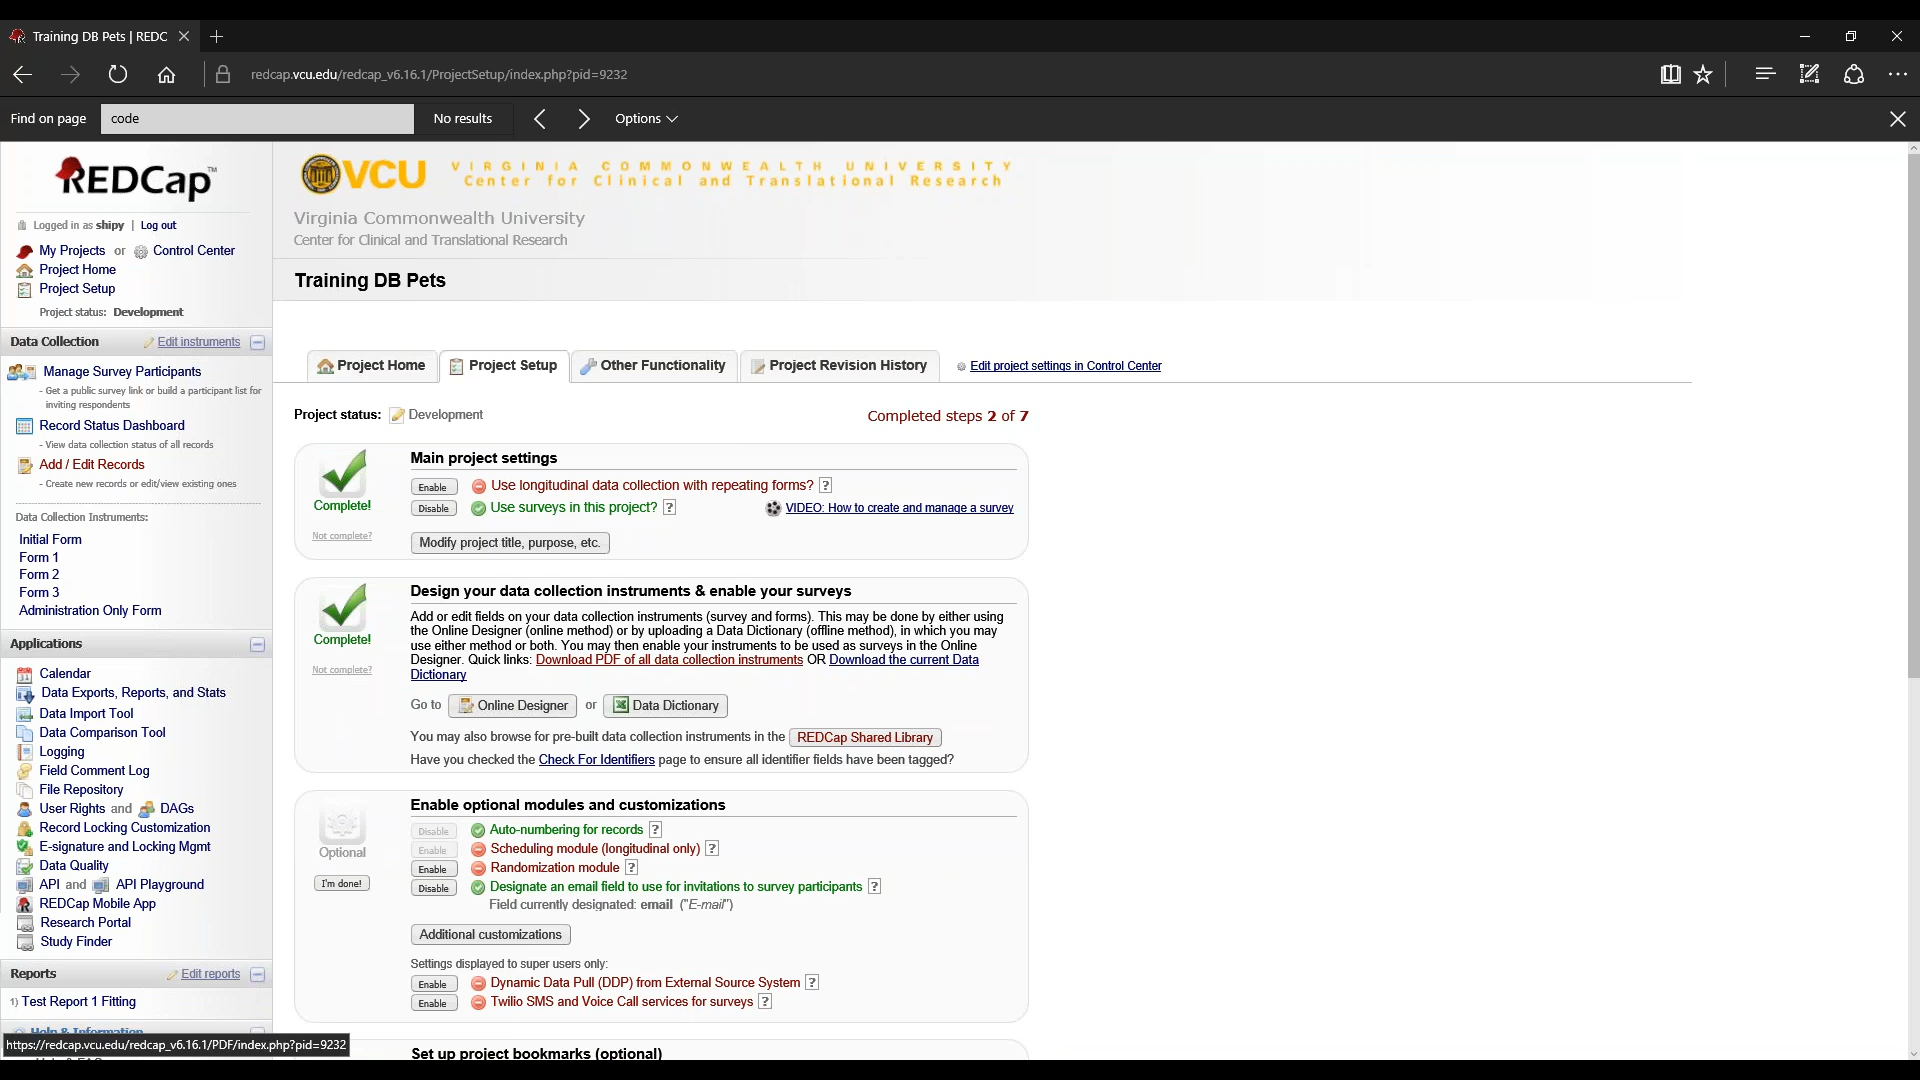 Training DB Pets | REDC
redcap.vcu.edu/redcap_v6.16.1/ProjectSetup/index.php?pid=9232
Find on page code No results Options
REDCap™
Logged in as shipy | Log out
My Projects or Control Center
Project Home
Project Setup
Project status: Development
Data Collection Edit instruments
Manage Survey Participants
- Get a public survey link or build a participant list for
inviting respondents
Record Status Dashboard
- View data collection status of all records
Add / Edit Records
- Create new records or edit/view existing ones
Data Collection Instruments:
Initial Form
Form 1
Form 2
Form 3
Administration Only Form
Applications
Calendar
Data Exports, Reports, and Stats
Data Import Tool
Data Comparison Tool
Logging
Field Comment Log
File Repository
User Rights and DAGs
Record Locking Customization
E-signature and Locking Mgmt
Data Quality
API and API Playground
REDCap Mobile App
Research Portal
Study Finder
Reports Edit reports
1) Test Report 1 Fitting
Help & Information
https://redcap.vcu.edu/redcap_v6.16.1/PDF/index.php?pid=9232
VCU VIRGINIA COMMONWEALTH UNIVERSITY
Center for Clinical and Translational Research
Virginia Commonwealth University
Center for Clinical and Translational Research
Training DB Pets
Project Home Project Setup Other Functionality Project Revision History Edit project settings in Control Center
Project status: Development Completed steps 2 of 7
Main project settings
Complete!
Not complete?
Enable Use longitudinal data collection with repeating forms? ?
Disable Use surveys in this project? ? VIDEO: How to create and manage a survey
Modify project title, purpose, etc.
Design your data collection instruments & enable your surveys
Complete!
Not complete?
Add or edit fields on your data collection instruments (survey and forms). This may be done by either using
the Online Designer (online method) or by uploading a Data Dictionary (offline method), in which you may
use either method or both. You may then enable your instruments to be used as surveys in the Online
Designer. Quick links: Download PDF of all data collection instruments OR Download the current Data
Dictionary
Go to Online Designer or Data Dictionary
You may also browse for pre-built data collection instruments in the REDCap Shared Library
Have you checked the Check For Identifiers page to ensure all identifier fields have been tagged?
Enable optional modules and customizations
Optional
I'm done!
Disable Auto-numbering for records ?
Enable Scheduling module (longitudinal only) ?
Enable Randomization module ?
Disable Designate an email field to use for invitations to survey participants ?
Field currently designated: email ("E-mail")
Additional customizations
Settings displayed to super users only:
Enable Dynamic Data Pull (DDP) from External Source System ?
Enable Twilio SMS and Voice Call services for surveys ?
Set up project bookmarks (optional)